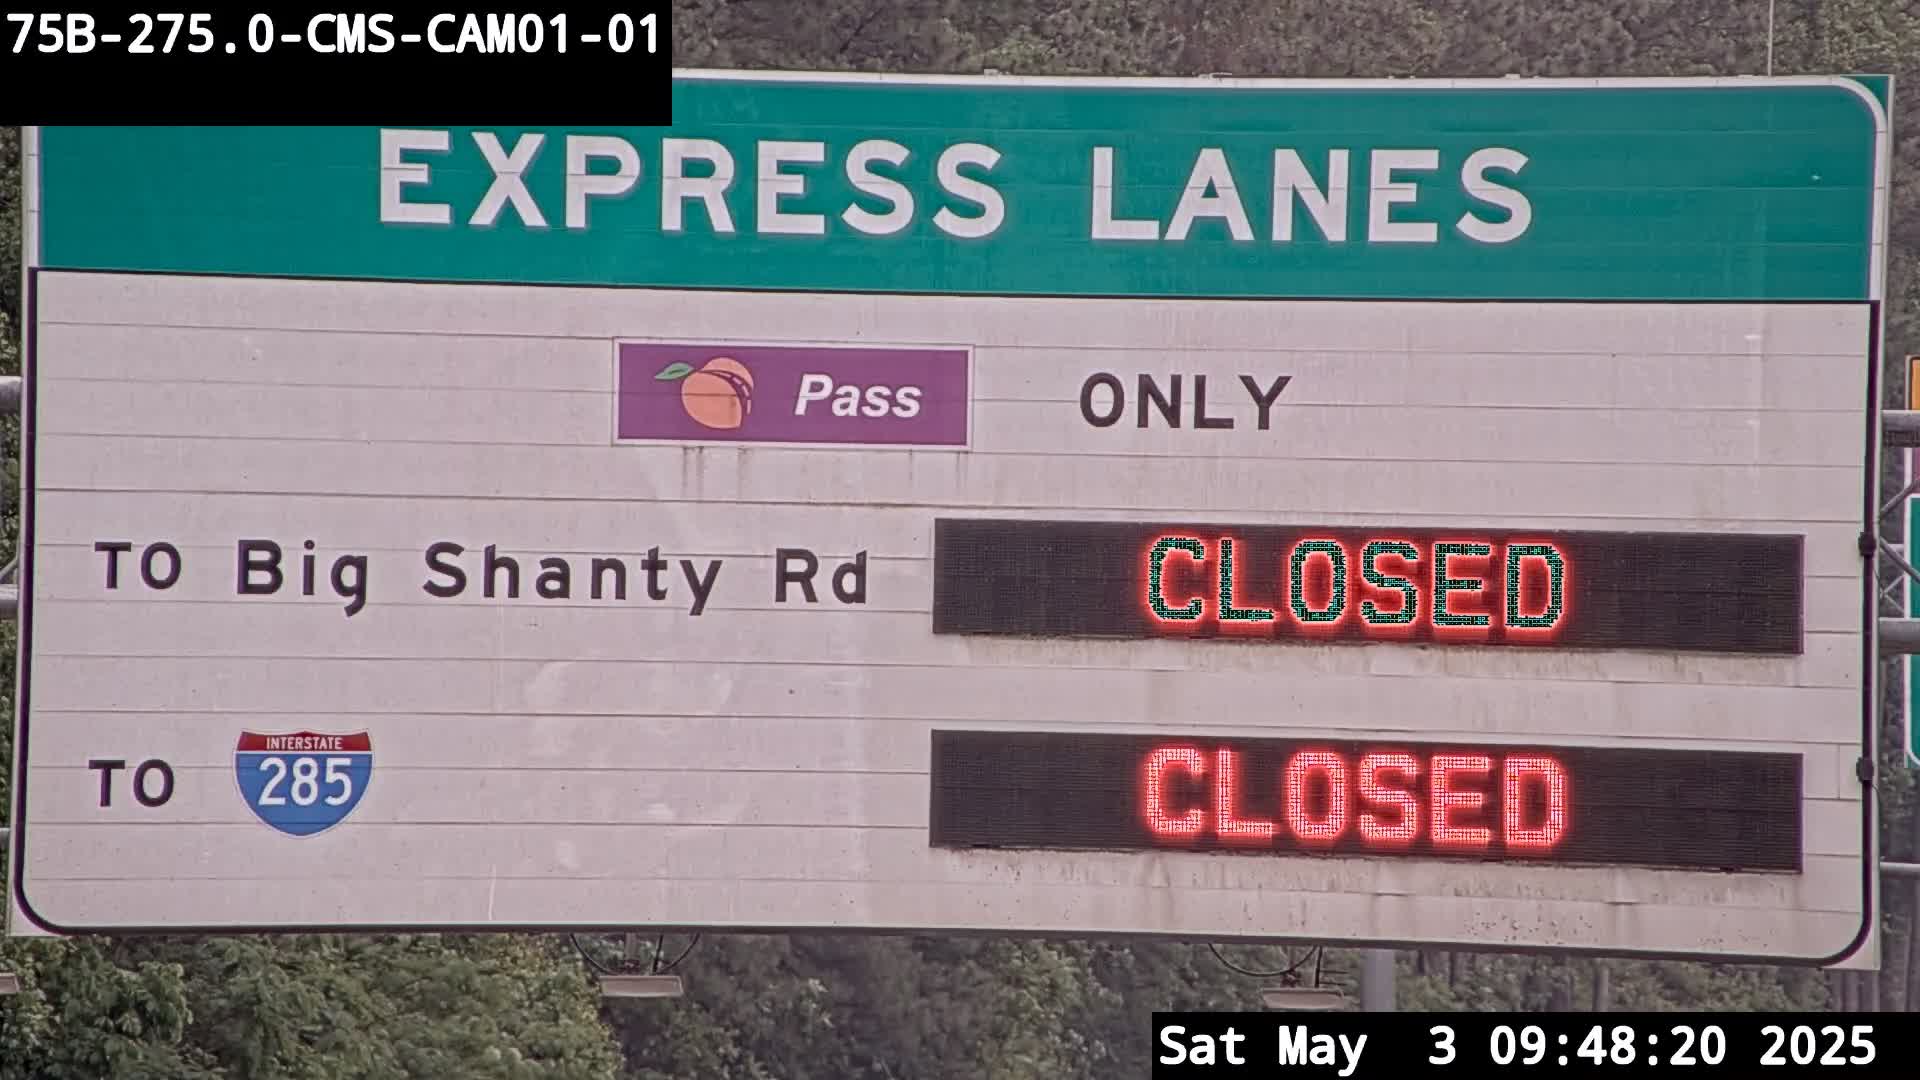 75B-275.0-CMS-CAM01-01
EXPRESS LANES
Pass ONLY
TO Big Shanty Rd CLOSED
TO INTERSTATE 285 CLOSED
Sat May 3 09:48:20 2025